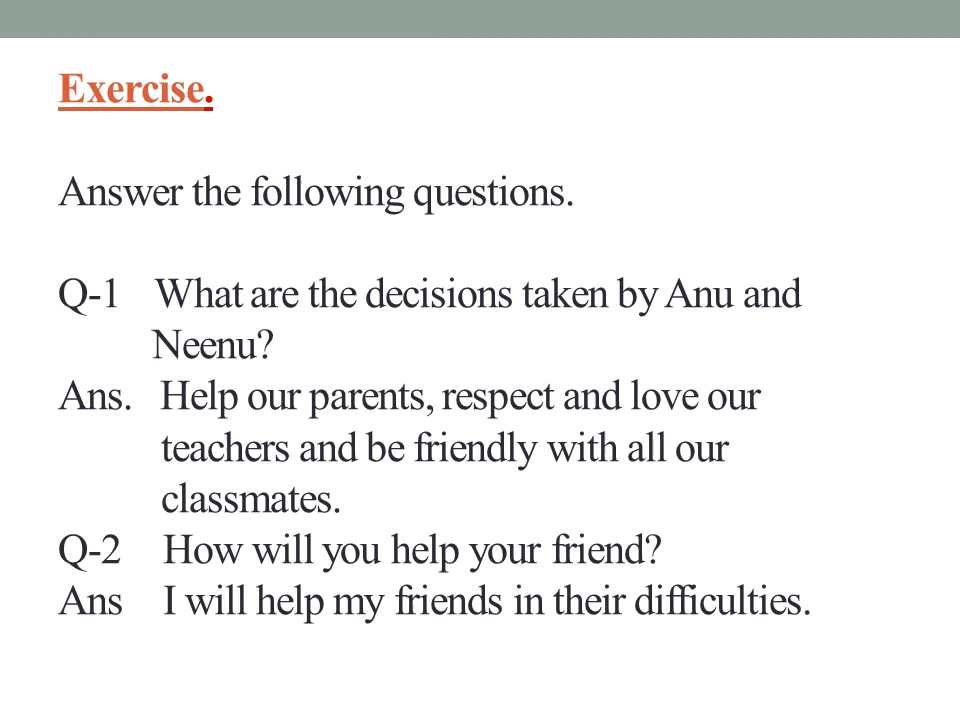 Exercise.
Answer the following questions.
Q-1 What are the decisions taken by Anu and
Neenu?
Ans. Help our parents, respect and love our
teachers and be friendly with all our
classmates.
Q-2 How will you help your friend?
Ans I will help my friends in their difficulties.